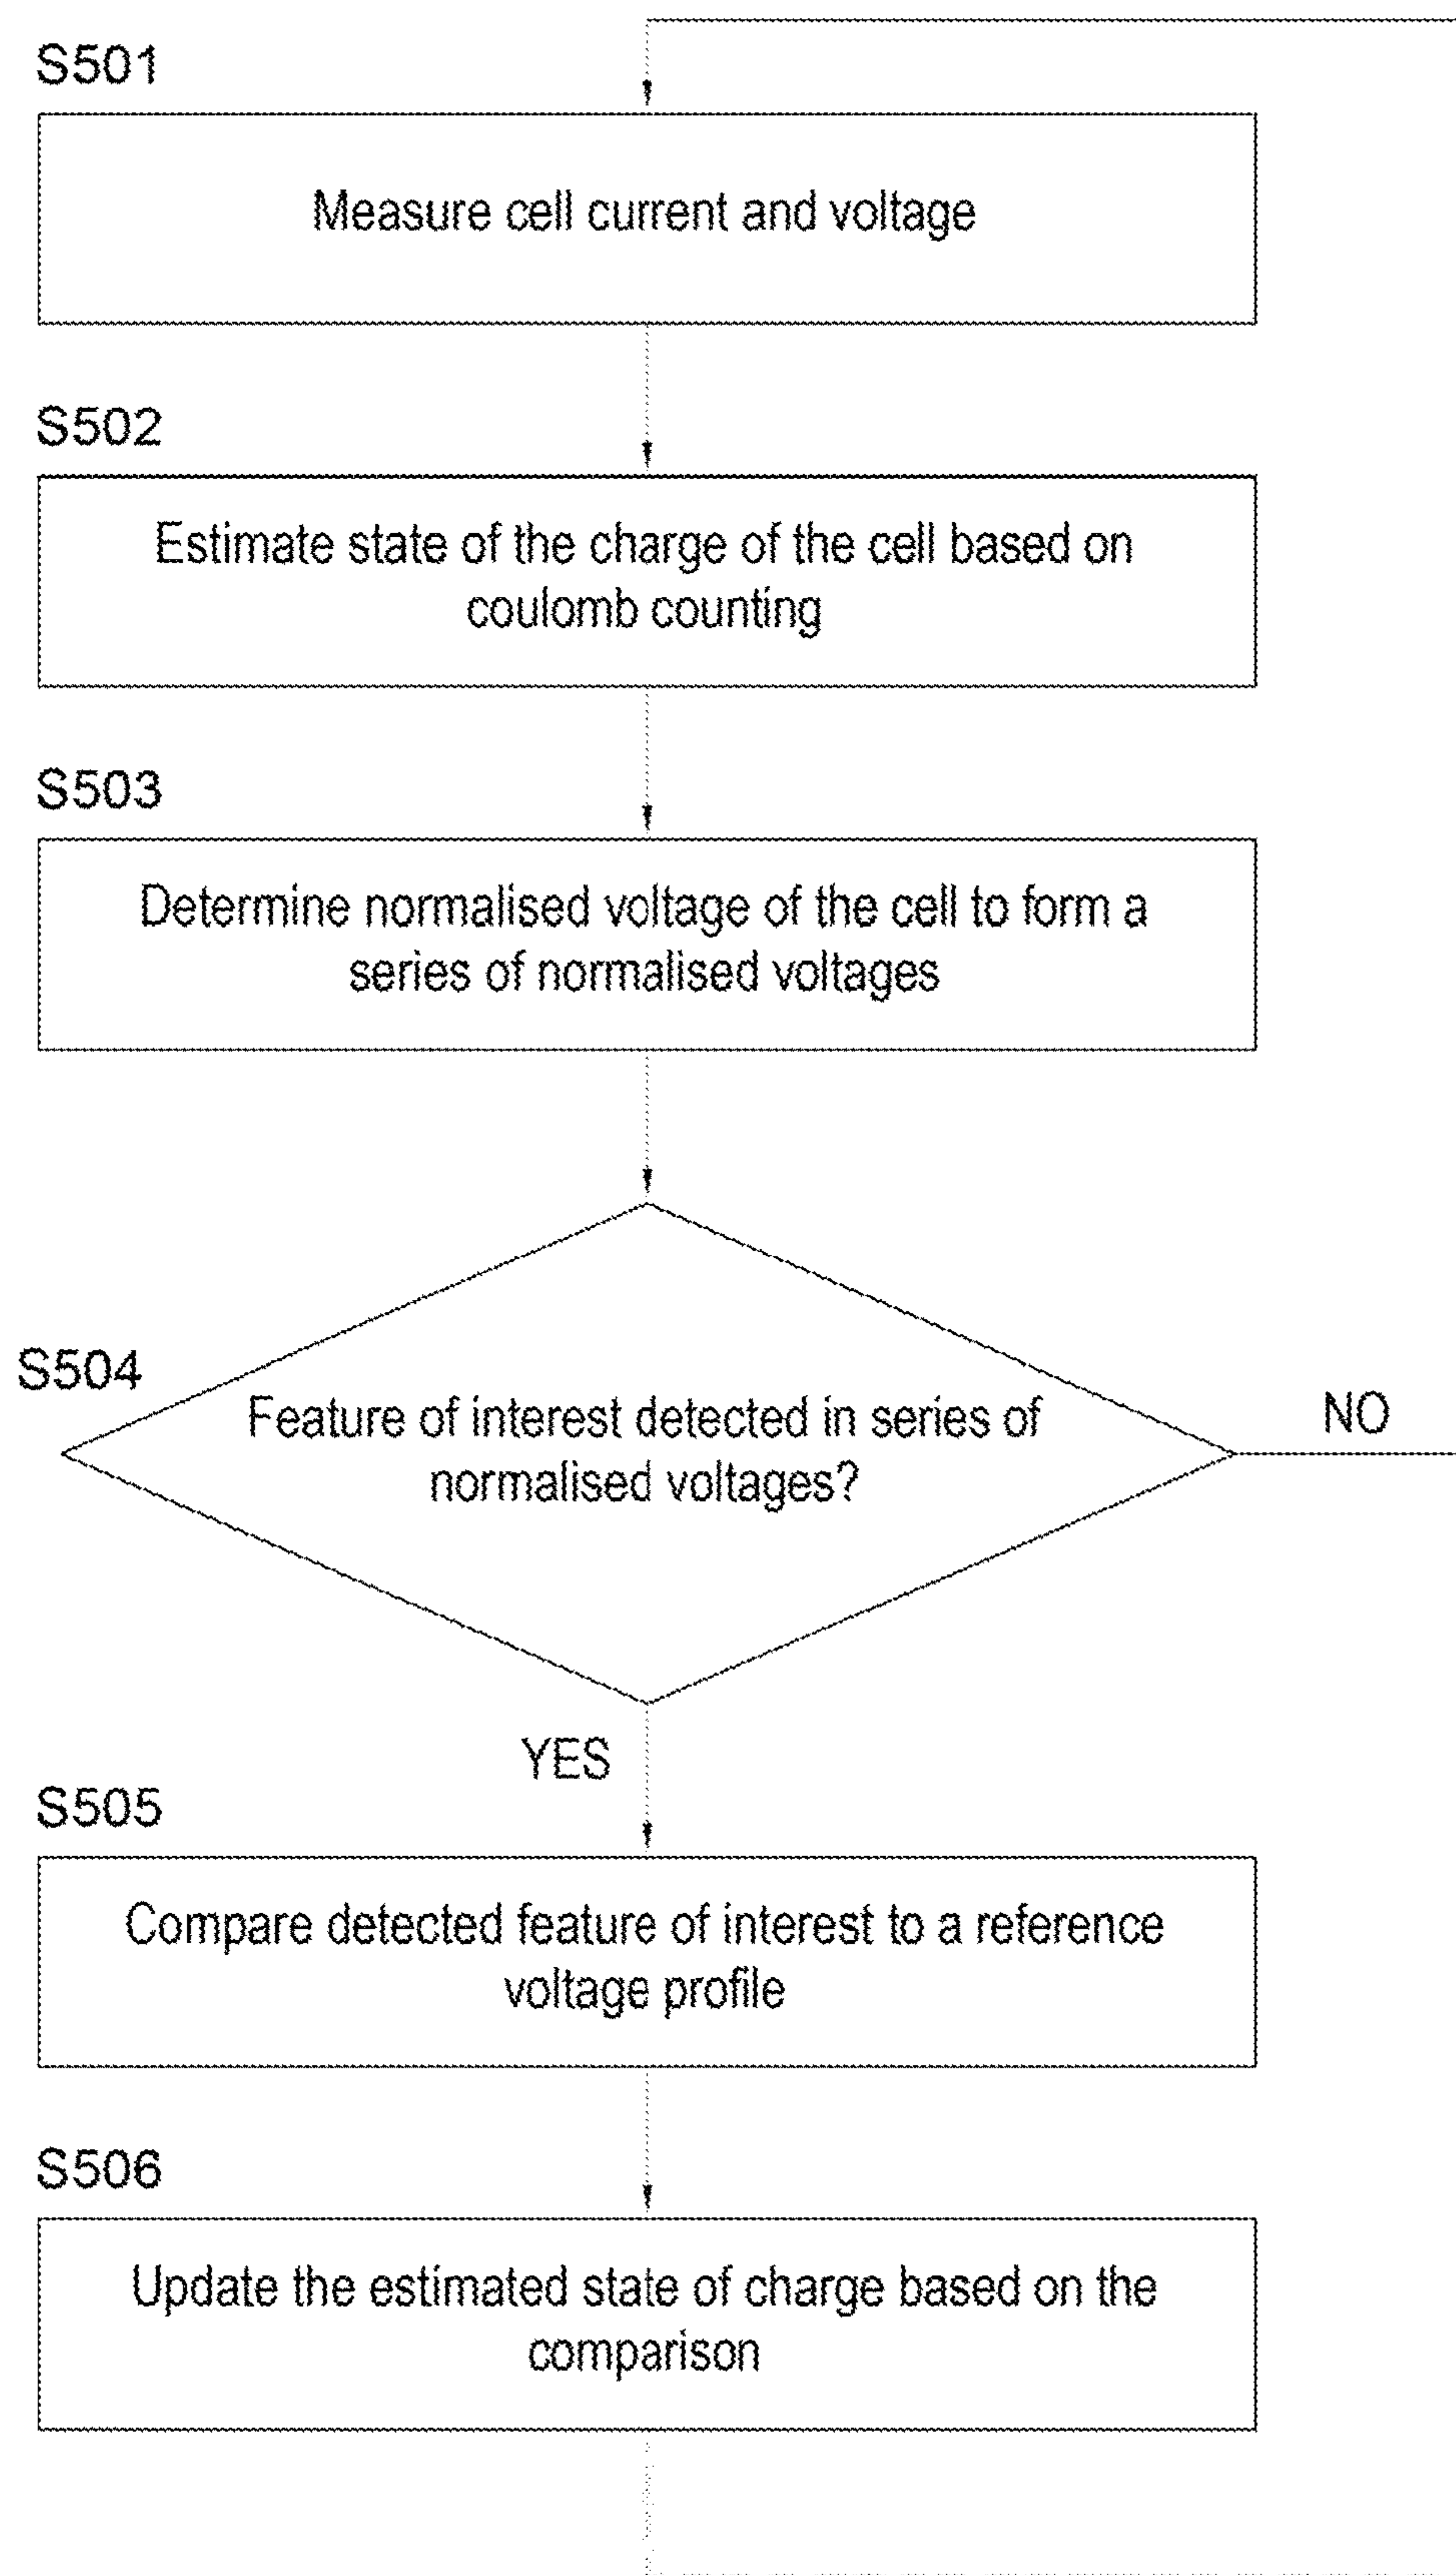 S501
Measure cell current and voltage
S502
Estimate state of the charge of the cell based on
coulomb counting
S503
Determine normalised voltage of the cell to form a
series of normalised voltages
S504
Feature of interest detected in series of
normalised voltages?
NO
YES
S505
Compare detected feature of interest to a reference
voltage profile
S506
Update the estimated state of charge based on the
comparison